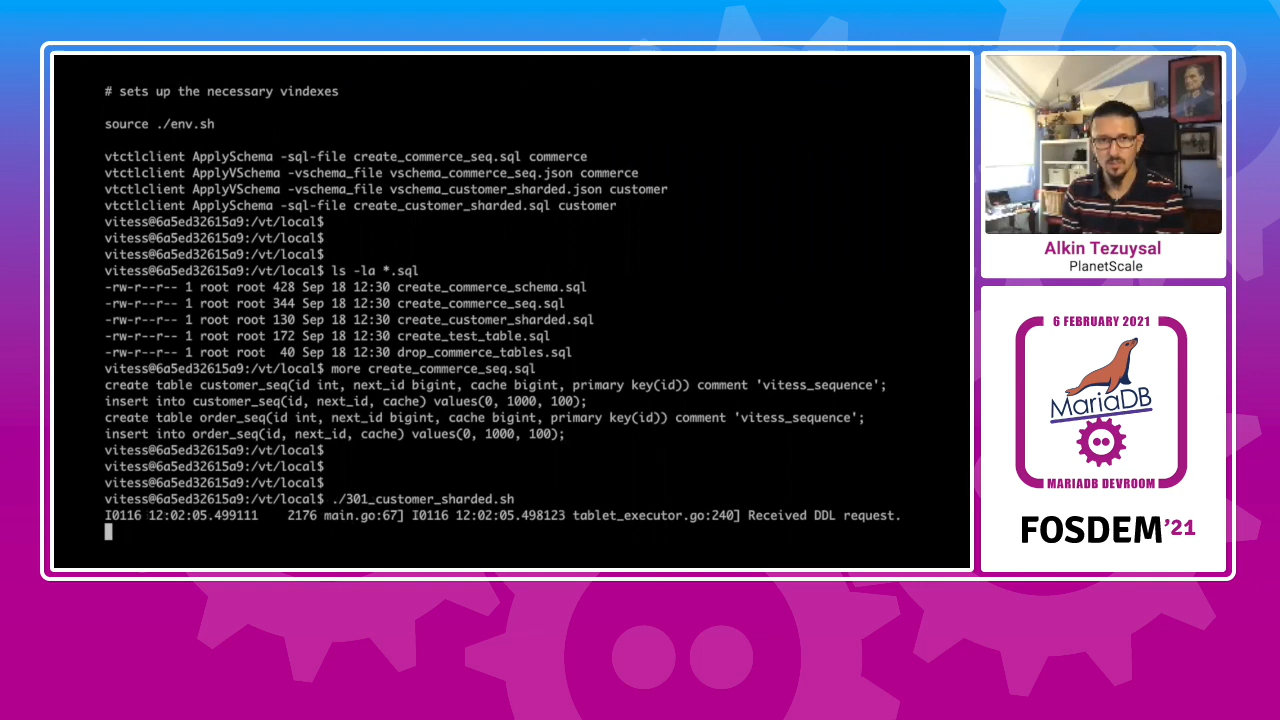 # sets up the necessary vindexes
source ./env.sh
vtctlclient ApplySchema -sql-file create_commerce_seq.sql commerce
vtctlclient ApplyVSchema -vschema_file vschema_commerce_seq.json commerce
vtctlclient ApplyVSchema -vschema_file vschema_customer_sharded.json customer
vtctlclient ApplySchema -sql-file create_customer_sharded.sql customer
vitess@6a5ed32615a9:/vt/local$
vitess@6a5ed32615a9:/vt/local$
vitess@6a5ed32615a9:/vt/local$
vitess@6a5ed32615a9:/vt/local$ ls -la *.sql
-rw-r--r-- 1 root root 428 Sep 18 12:30 create_commerce_schema.sql
-rw-r--r-- 1 root root 344 Sep 18 12:30 create_commerce_seq.sql
-rw-r--r-- 1 root root 130 Sep 18 12:30 create_customer_sharded.sql
-rw-r--r-- 1 root root 172 Sep 18 12:30 create_test_table.sql
-rw-r--r-- 1 root root  40 Sep 18 12:30 drop_commerce_tables.sql
vitess@6a5ed32615a9:/vt/local$ more create_commerce_seq.sql
create table customer_seq(id int, next_id bigint, cache bigint, primary key(id)) comment 'vitess_sequence';
insert into customer_seq(id, next_id, cache) values(0, 1000, 100);
create table order_seq(id int, next_id bigint, cache bigint, primary key(id)) comment 'vitess_sequence';
insert into order_seq(id, next_id, cache) values(0, 1000, 100);
vitess@6a5ed32615a9:/vt/local$
vitess@6a5ed32615a9:/vt/local$
vitess@6a5ed32615a9:/vt/local$
vitess@6a5ed32615a9:/vt/local$ ./301_customer_sharded.sh
I0116 12:02:05.499111    2176 main.go:67] I0116 12:02:05.498123 tablet_executor.go:240] Received DDL request.
Alkin Tezuysal
PlanetScale
6 FEBRUARY 2021
MariaDB
MARIADB DEVROOM
FOSDEM'21